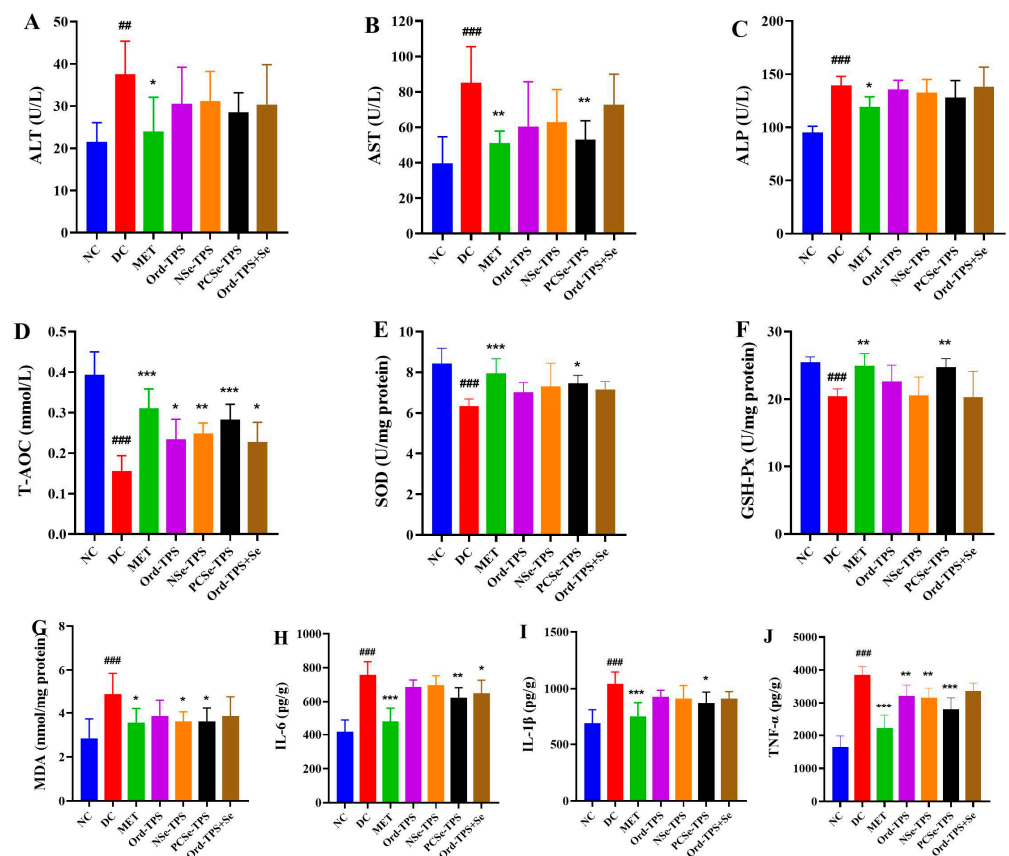 A
ALT (U/L)
50
40
30
20
10
0
##
*
NC
DC
MET
Ord-TPS
NSe-TPS
PCSe-TPS
Ord-TPS+Se
B
AST (U/L)
120
100
80
60
40
20
0
###
**
**
NC
DC
MET
Ord-TPS
NSe-TPS
PCSe-TPS
Ord-TPS+Se
C
ALP (U/L)
200
150
100
50
0
###
*
NC
DC
MET
Ord-TPS
NSe-TPS
PCSe-TPS
Ord-TPS+Se
D
T-AOC (mmol/L)
0.5
0.4
0.3
0.2
0.1
0.0
###
***
*
**
***
*
NC
DC
MET
Ord-TPS
NSe-TPS
PCSe-TPS
Ord-TPS+Se
E
SOD (U/mg protein)
10
8
6
4
2
0
###
***
*
NC
DC
MET
Ord-TPS
NSe-TPS
PCSe-TPS
Ord-TPS+Se
F
GSH-Px (U/mg protein)
30
20
10
0
###
**
**
NC
DC
MET
Ord-TPS
NSe-TPS
PCSe-TPS
Ord-TPS+Se
G
MDA (nmol/mg protein)
8
6
4
2
0
###
*
*
*
NC
DC
MET
Ord-TPS
NSe-TPS
PCSe-TPS
Ord-TPS+Se
H
IL-6 (pg/g)
1000
800
600
400
200
0
###
***
**
*
NC
DC
MET
Ord-TPS
NSe-TPS
PCSe-TPS
Ord-TPS+Se
I
IL-1β (pg/g)
1500
1000
500
0
###
***
*
NC
DC
MET
Ord-TPS
NSe-TPS
PCSe-TPS
Ord-TPS+Se
J
TNF-α (pg/g)
5000
4000
3000
2000
1000
0
###
***
**
**
***
NC
DC
MET
Ord-TPS
NSe-TPS
PCSe-TPS
Ord-TPS+Se